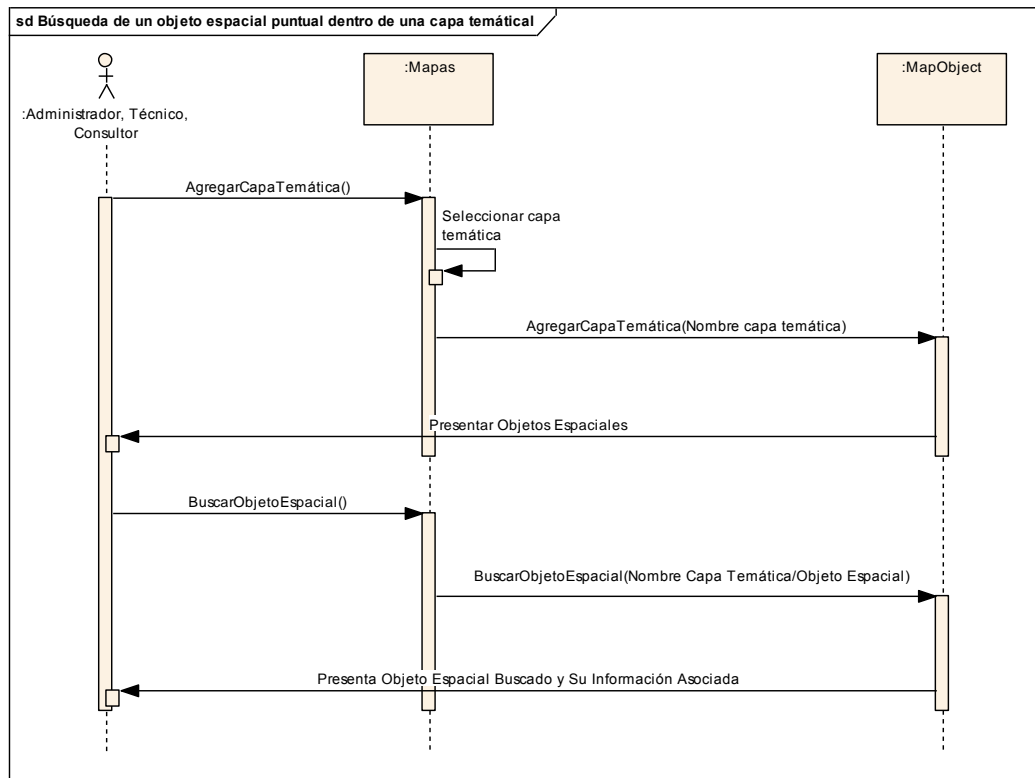 sd Búsqueda de un objeto espacial puntual dentro de una capa temátical
:Administrador, Técnico,
Consultor
:Mapas
:MapObject
AgregarCapaTemática()
Seleccionar capa
temática
AgregarCapaTemática(Nombre capa temática)
Presentar Objetos Espaciales
BuscarObjetoEspacial()
BuscarObjetoEspacial(Nombre Capa Temática/Objeto Espacial)
Presenta Objeto Espacial Buscado y Su Información Asociada